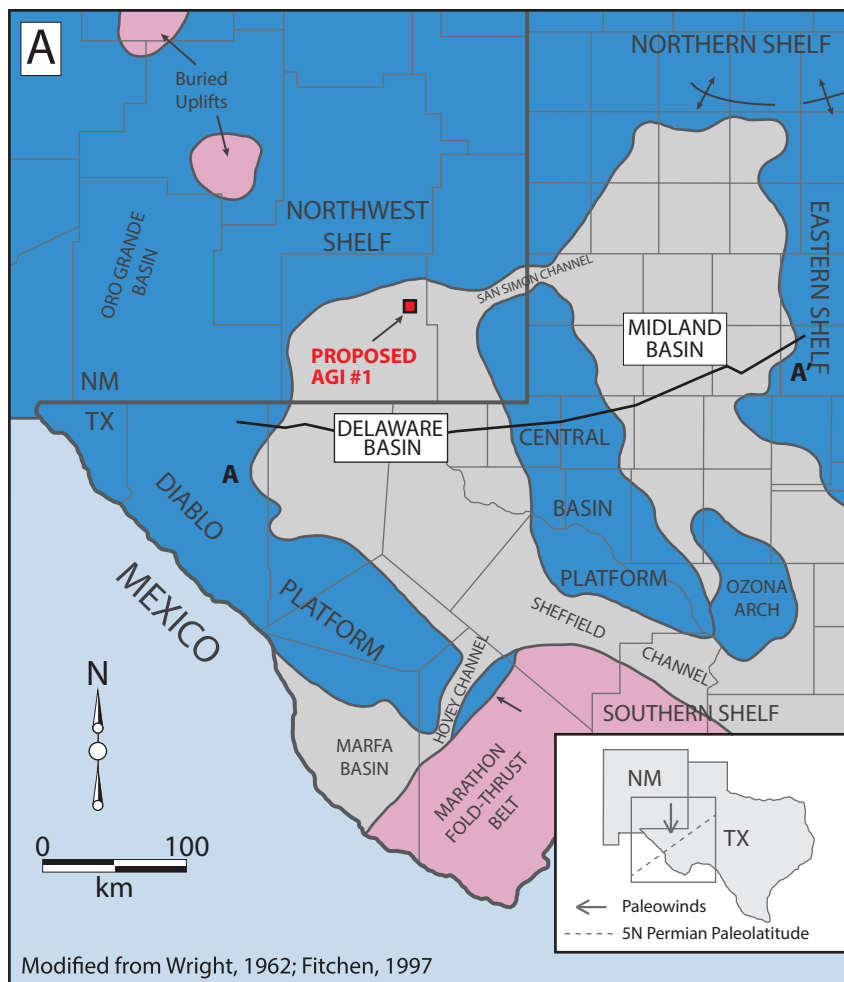 A
NORTHERN SHELF
Buried
Uplifts
NORTHWEST
SHELF
ORO GRANDE
BASIN
EASTERN SHELF
SAN SIMON CHANNEL
MIDLAND
BASIN
PROPOSED
AGI #1
NM
TX
A'
DELAWARE
BASIN
CENTRAL
A
DIABLO
BASIN
MEXICO
PLATFORM
PLATFORM
OZONA
ARCH
SHEFFIELD
CHANNEL
HOVEY CHANNEL
N
SOUTHERN SHELF
MARFA
BASIN
MARATHON
FOLD-THRUST
BELT
NM
TX
0 100
km
Paleowinds
5N Permian Paleolatitude
Modified from Wright, 1962; Fitchen, 1997